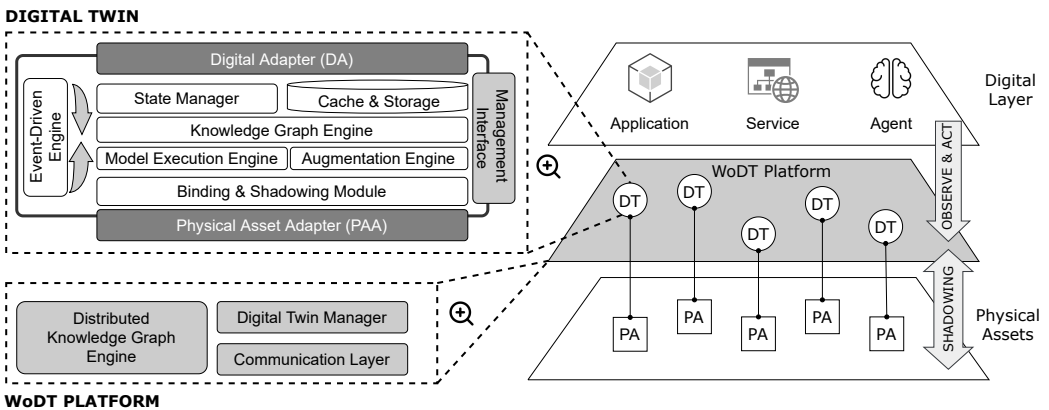 DIGITAL TWIN
Digital Adapter (DA)
Event-Driven
Engine
State Manager
Cache & Storage
Knowledge Graph Engine
Model Execution Engine
Augmentation Engine
Binding & Shadowing Module
Physical Asset Adapter (PAA)
Management
Interface
Application
Service
Agent
Digital
Layer
OBSERVE & ACT
WoDT Platform
DT
DT
DT
DT
DT
SHADOWING
PA
PA
PA
PA
PA
Physical
Assets
Distributed
Knowledge Graph
Engine
Digital Twin Manager
Communication Layer
WoDT PLATFORM